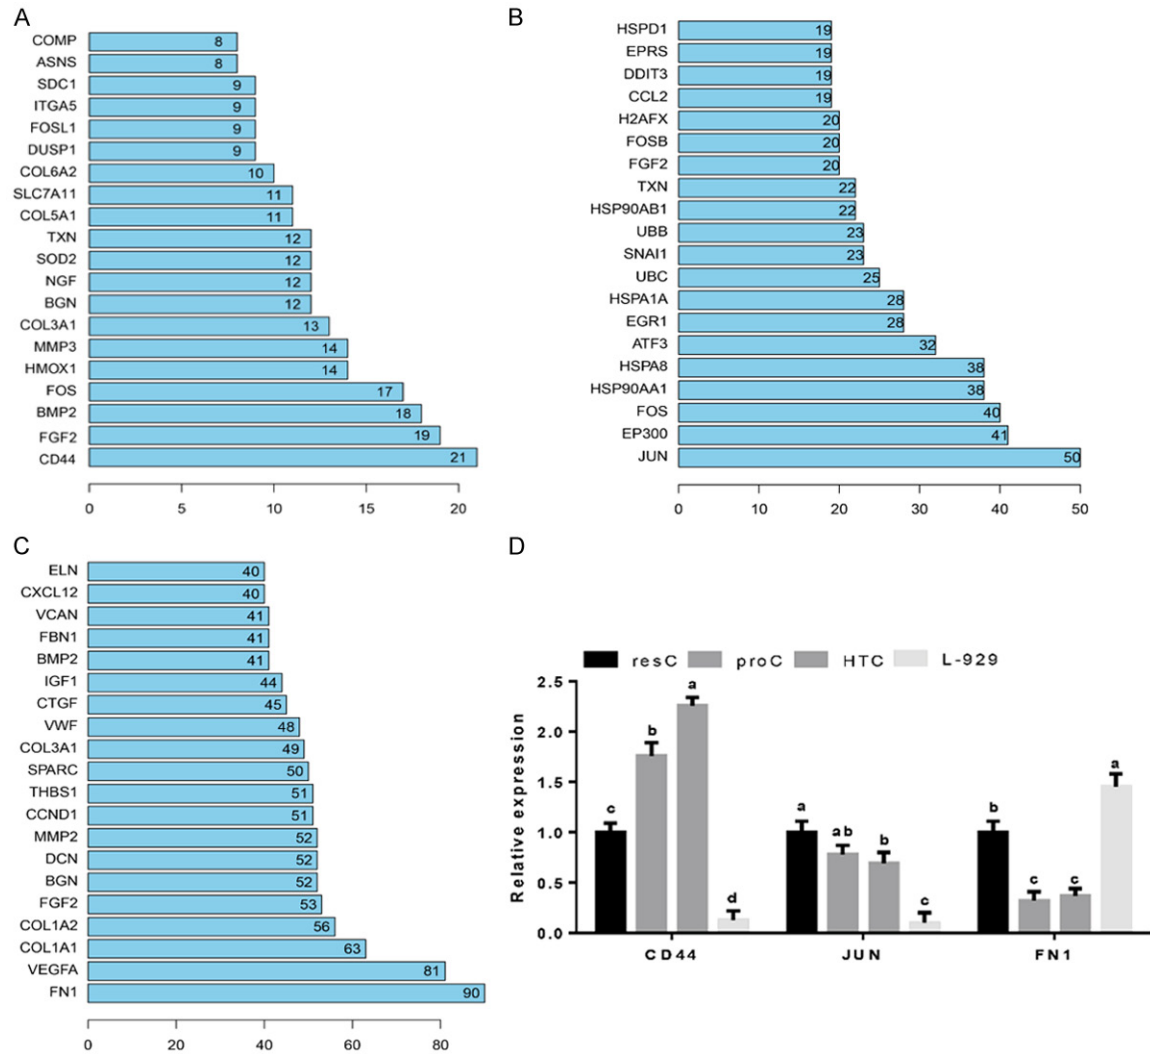 A
COMP 8
ASNS 8
SDC1 9
ITGA5 9
FOSL1 9
DUSP1 9
COL6A2 10
SLC7A11 11
COL5A1 11
TXN 12
SOD2 12
NGF 12
BGN 12
COL3A1 13
MMP3 14
HMOX1 14
FOS 17
BMP2 18
FGF2 19
CD44 21
0 5 10 15 20
B
HSPD1 19
EPRS 19
DDIT3 19
CCL2 19
H2AFX 20
FOSB 20
FGF2 20
TXN 22
HSP90AB1 22
UBB 23
SNAI1 23
UBC 25
HSPA1A 28
EGR1 28
ATF3 32
HSPA8 38
HSP90AA1 38
FOS 40
EP300 41
JUN 50
0 10 20 30 40 50
C
ELN 40
CXCL12 40
VCAN 41
FBN1 41
BMP2 41
IGF1 44
CTGF 45
VWF 48
COL3A1 49
SPARC 50
THBS1 51
CCND1 51
MMP2 52
DCN 52
BGN 52
FGF2 53
COL1A2 56
COL1A1 63
VEGFA 81
FN1 90
0 20 40 60 80
D
resC proC HTC L-929
Relative expression
2.5
2.0
1.5
1.0
0.5
0.0
c b a d
a ab b c
b c c a
CD44 JUN FN1